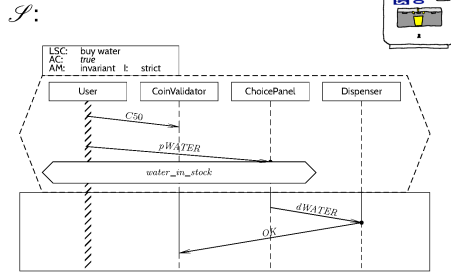 𝒮:
LSC: buy water
AC: true
AM: invariant I: strict
User CoinValidator ChoicePanel Dispenser
C50
pWATER
water_in_stock
dWATER
OK